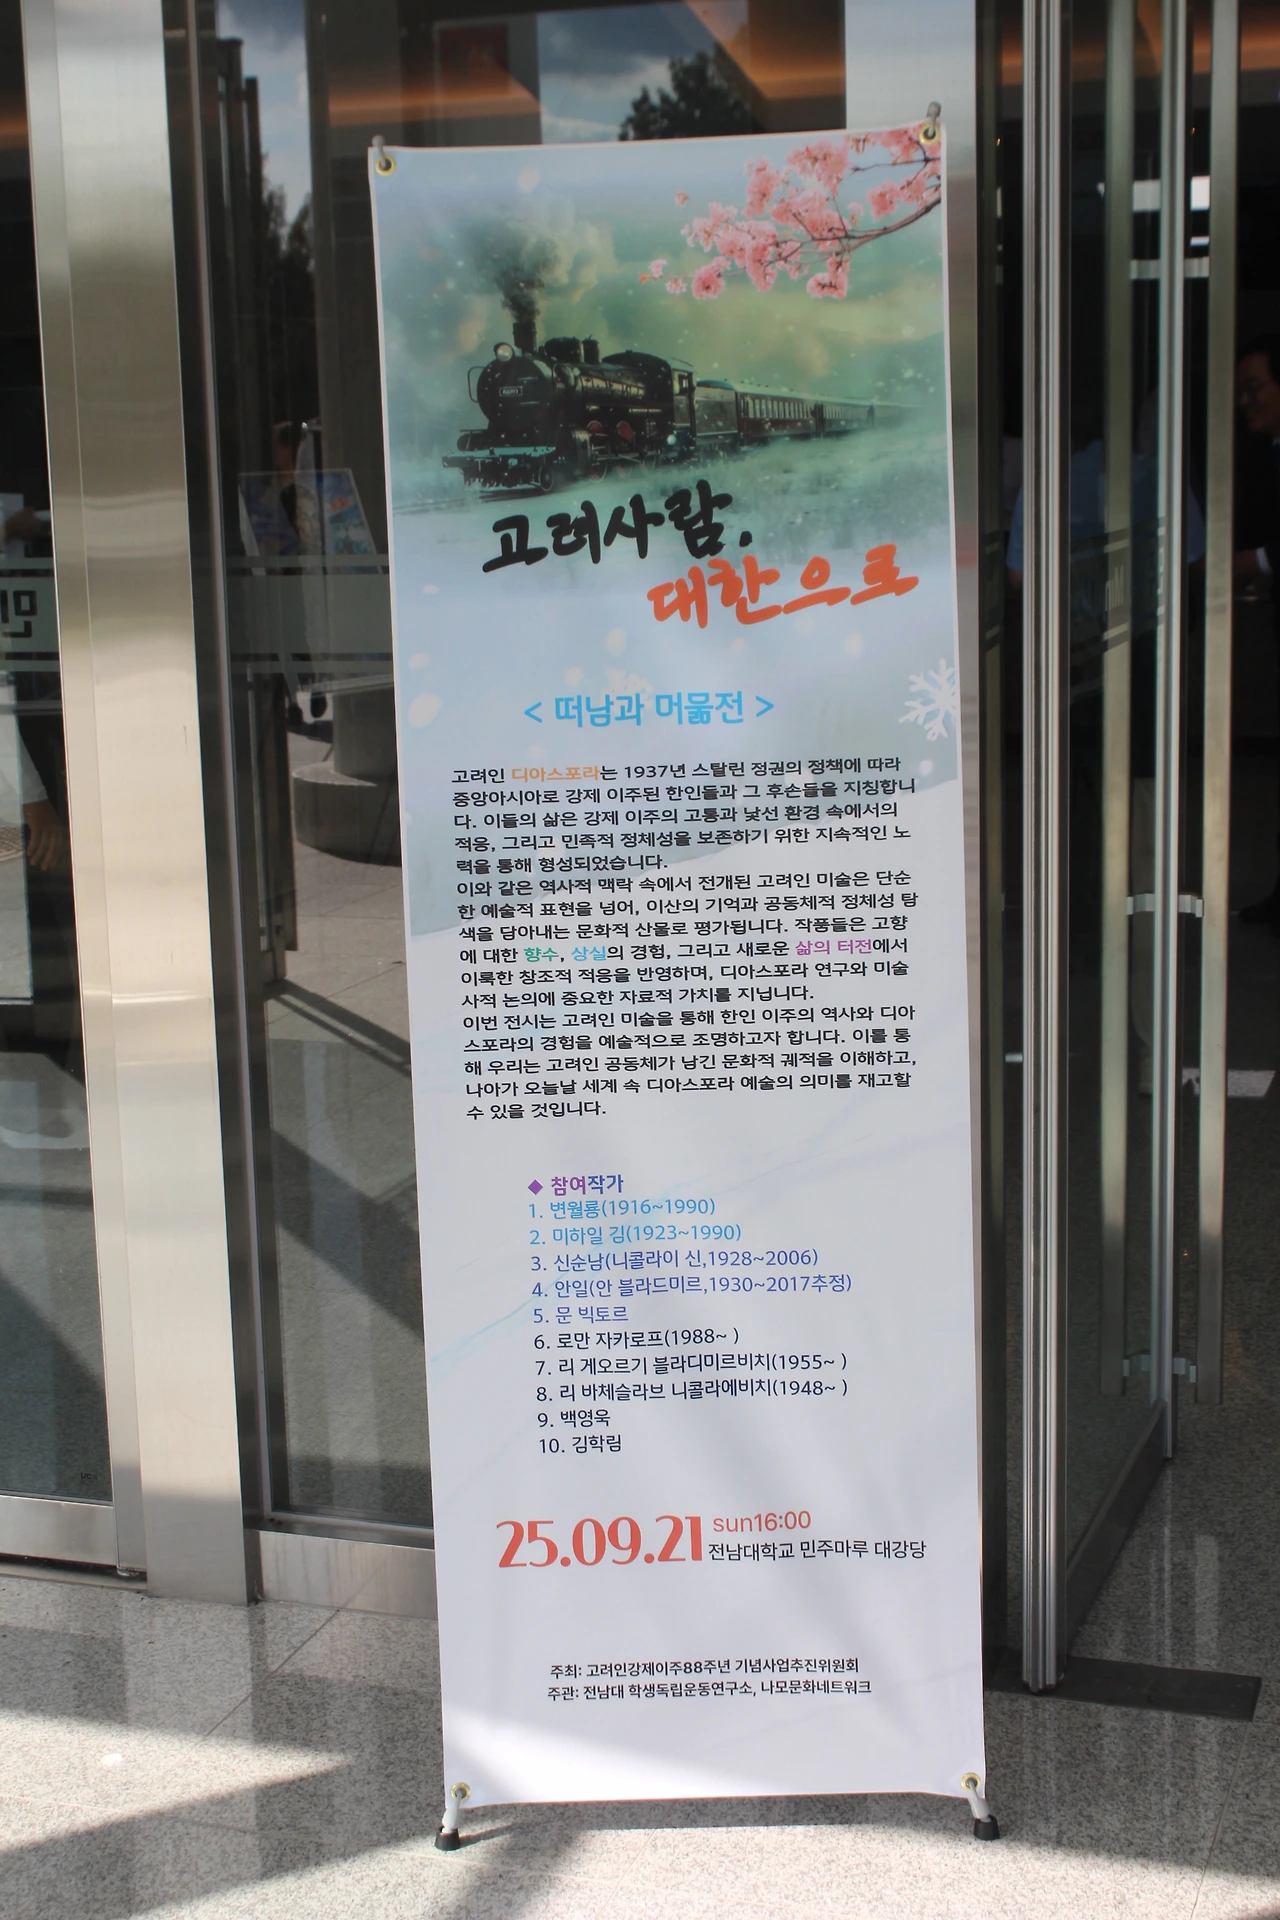 고려사람.
대한으로
< 떠남과 머묾전 >
고려인 디아스포라는 1937년 스탈린 정권의 정책에 따라
중앙아시아로 강제 이주된 한인들과 그 후손들을 지칭합니
다. 이들의 삶은 강제 이주의 고통과 낯선 환경 속에서의
적응, 그리고 민족적 정체성을 보존하기 위한 지속적인 노
력을 통해 형성되었습니다.
이와 같은 역사적 맥락 속에서 전개된 고려인 미술은 단순
한 예술적 표현을 넘어, 이산의 기억과 공동체적 정체성 탐
색을 담아내는 문화적 산물로 평가됩니다. 작품들은 고향
에 대한 향수, 상실의 경험, 그리고 새로운 삶의 터전에서
이룩한 창조적 적응을 반영하며, 디아스포라 연구와 미술
사적 논의에 중요한 자료적 가치를 지닙니다.
이번 전시는 고려인 미술을 통해 한인 이주의 역사와 디아
스포라의 경험을 예술적으로 조명하고자 합니다. 이를 통
해 우리는 고려인 공동체가 남긴 문화적 궤적을 이해하고,
나아가 오늘날 세계 속 디아스포라 예술의 의미를 재고할
수 있을 것입니다.
◆ 참여작가
1. 변월룡(1916~1990)
2. 미하일 김(1923~1990)
3. 신순남(니콜라이 신,1928~2006)
4. 안일(안 블라드미르,1930~2017추정)
5. 문 빅토르
6. 로만 자카로프(1988~ )
7. 리 게오르기 블라디미르비치(1955~ )
8. 리 바체슬라브 니콜라에비치(1948~ )
9. 백영욱
10. 김학림
25.09.21 sun16:00
전남대학교 민주마루 대강당
주최: 고려인강제이주88주년 기념사업추진위원회
주관: 전남대 학생독립운동연구소, 나모문화네트워크